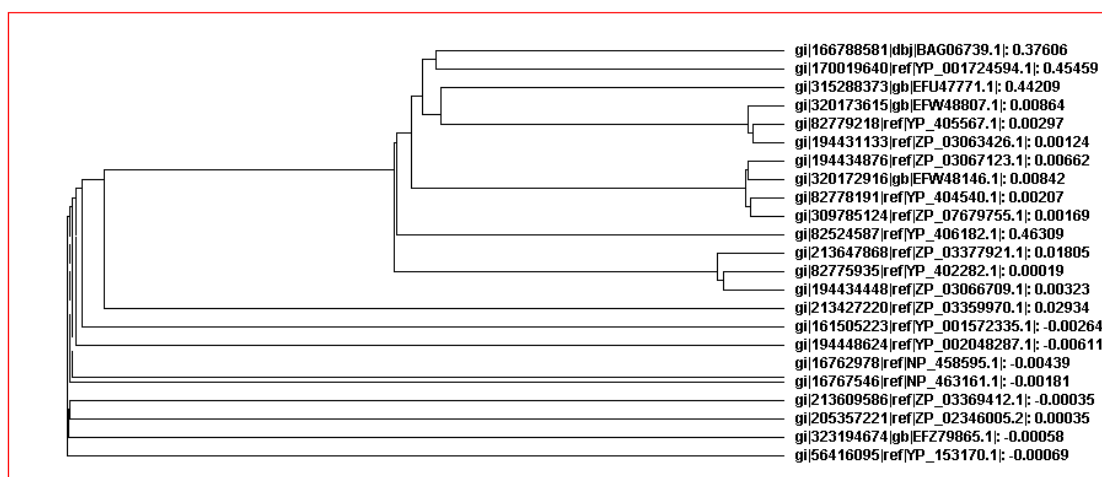 gi|166788581|dbj|BAG06739.1|: 0.37606
gi|170019640|ref|YP_001724594.1|: 0.45459
gi|315288373|gb|EFU47771.1|: 0.44209
gi|320173615|gb|EFW48807.1|: 0.00864
gi|82779218|ref|YP_405567.1|: 0.00297
gi|194431133|ref|ZP_03063426.1|: 0.00124
gi|194434876|ref|ZP_03067123.1|: 0.00662
gi|320172916|gb|EFW48146.1|: 0.00842
gi|82778191|ref|YP_404540.1|: 0.00207
gi|309785124|ref|ZP_07679755.1|: 0.00169
gi|82524587|ref|YP_406182.1|: 0.46309
gi|213647868|ref|ZP_03377921.1|: 0.01805
gi|82775935|ref|YP_402282.1|: 0.00019
gi|194434448|ref|ZP_03066709.1|: 0.00323
gi|213427220|ref|ZP_03359970.1|: 0.02934
gi|161505223|ref|YP_001572335.1|: -0.00264
gi|194448624|ref|YP_002048287.1|: -0.00611
gi|16762978|ref|NP_458595.1|: -0.00439
gi|16767546|ref|NP_463161.1|: -0.00181
gi|213609586|ref|ZP_03369412.1|: -0.00035
gi|205357221|ref|ZP_02346005.2|: 0.00035
gi|323194674|gb|EFZ79865.1|: -0.00058
gi|56416095|ref|YP_153170.1|: -0.00069